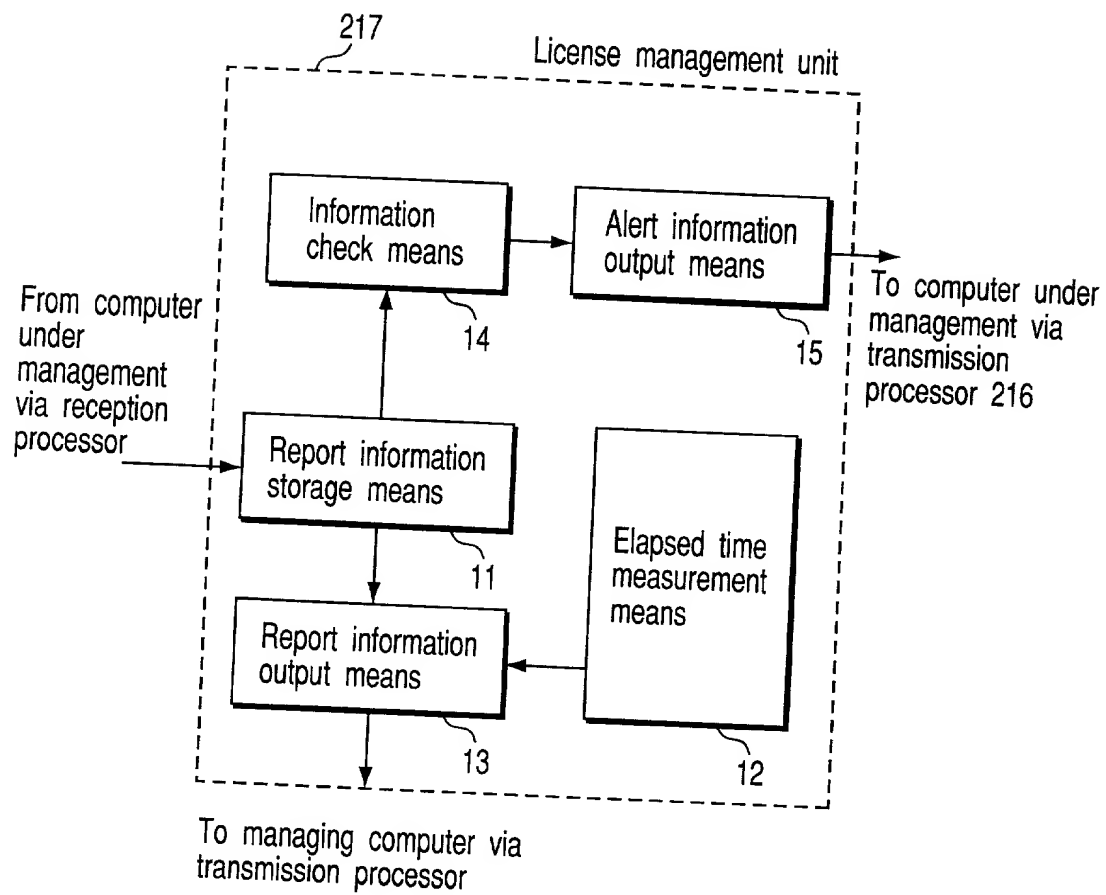 217
License management unit
Information
check means
14
Alert information
output means
15
To computer under
management via
transmission
processor 216
From computer
under
management
via reception
processor
Report information
storage means
11
Elapsed time
measurement
means
12
Report information
output means
13
To managing computer via
transmission processor